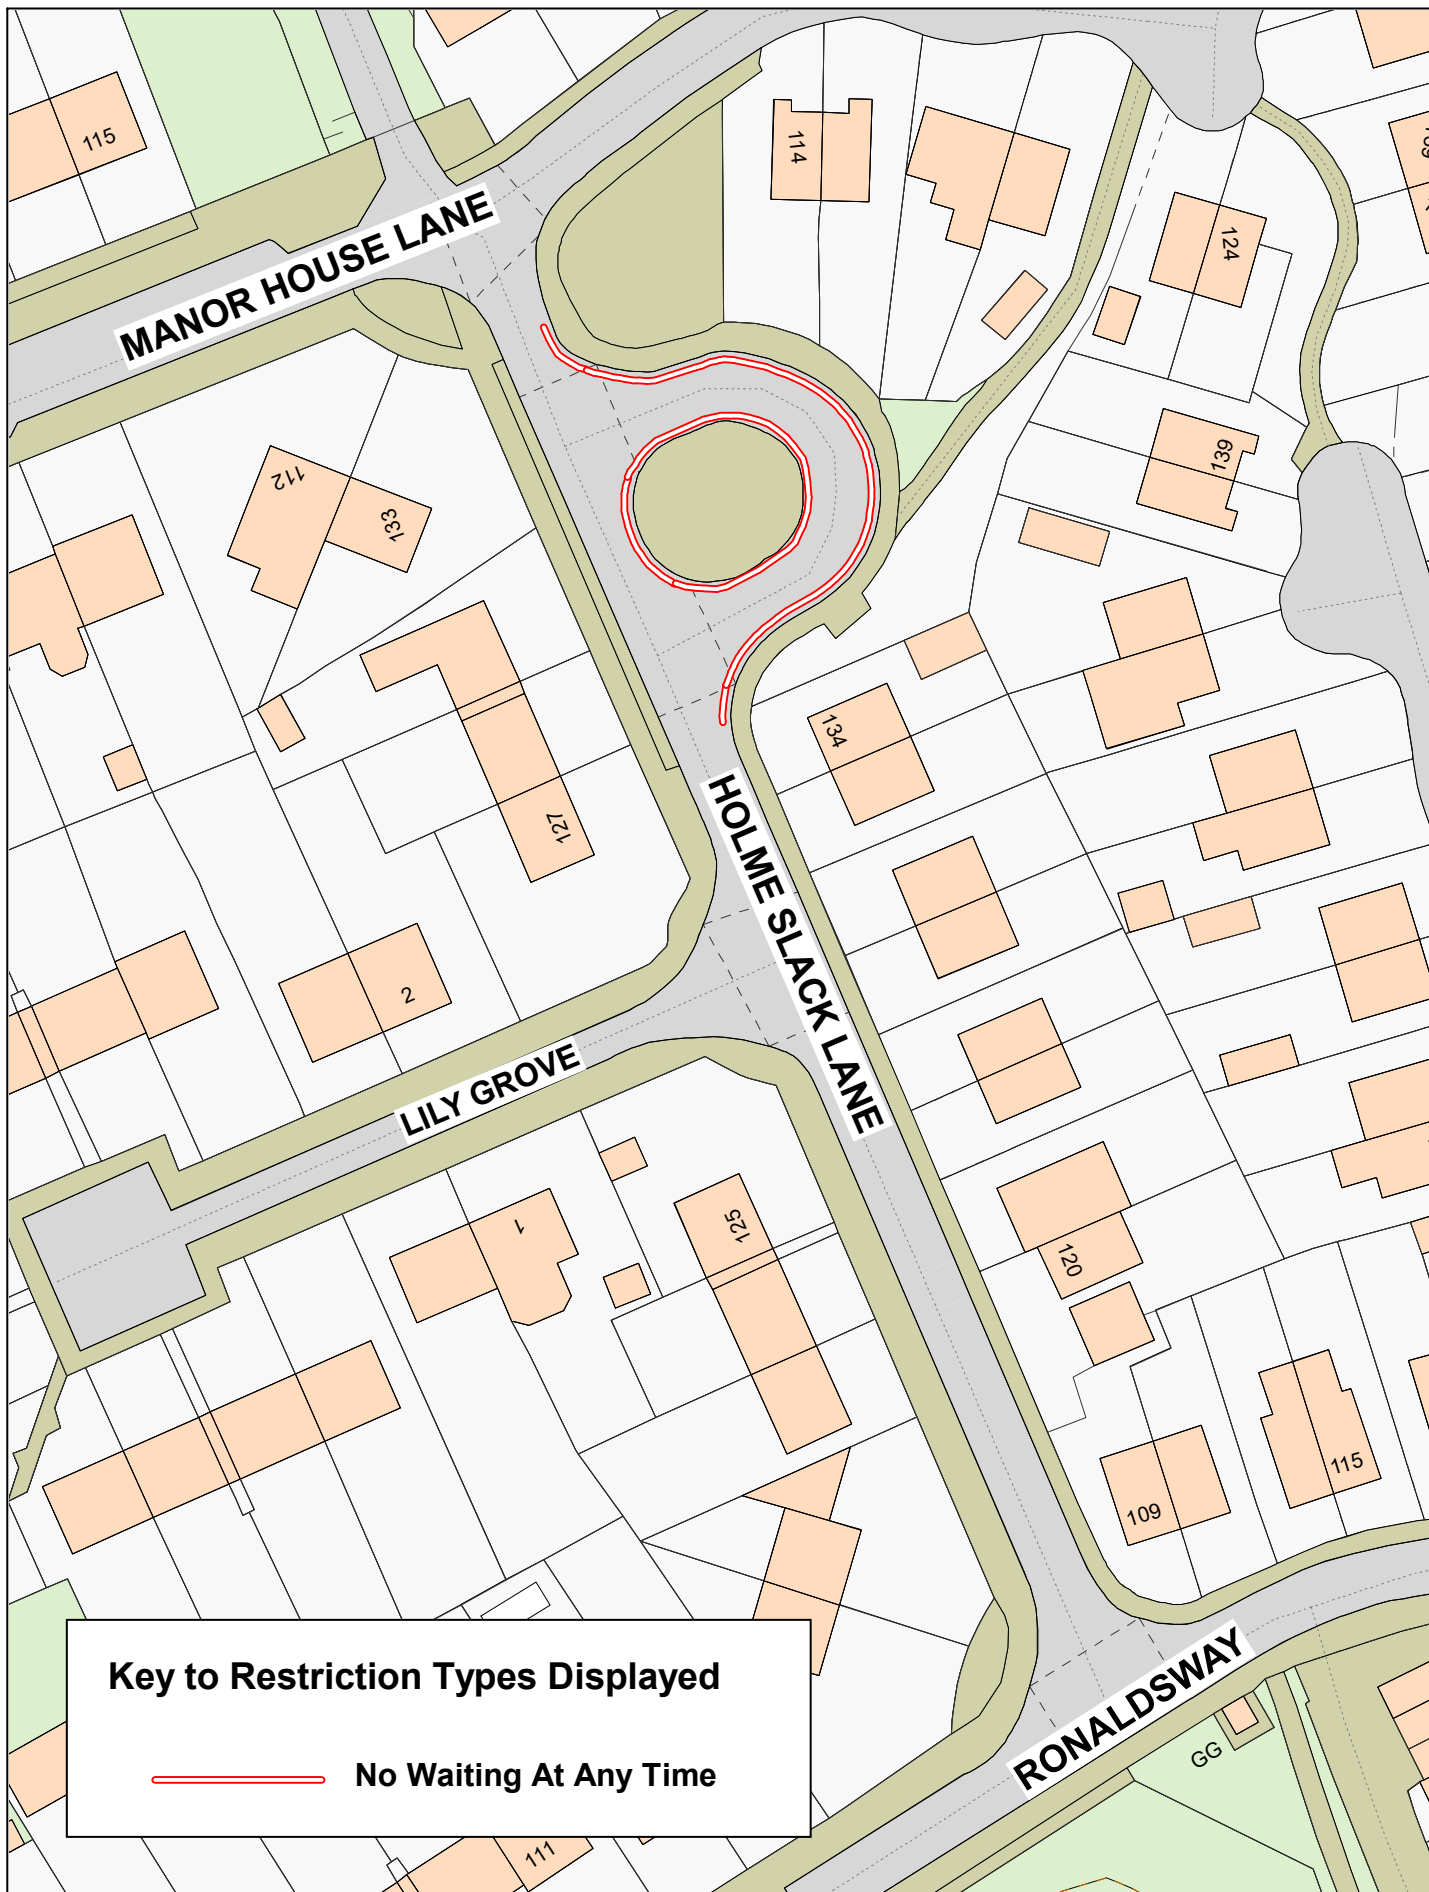 115
114
124
MANOR HOUSE LANE
112
133
139
134
127
HOLME SLACK LANE
2
LILY GROVE
1
125
120
109
115
RONALDSWAY
GG
Key to Restriction Types Displayed
No Waiting At Any Time
111